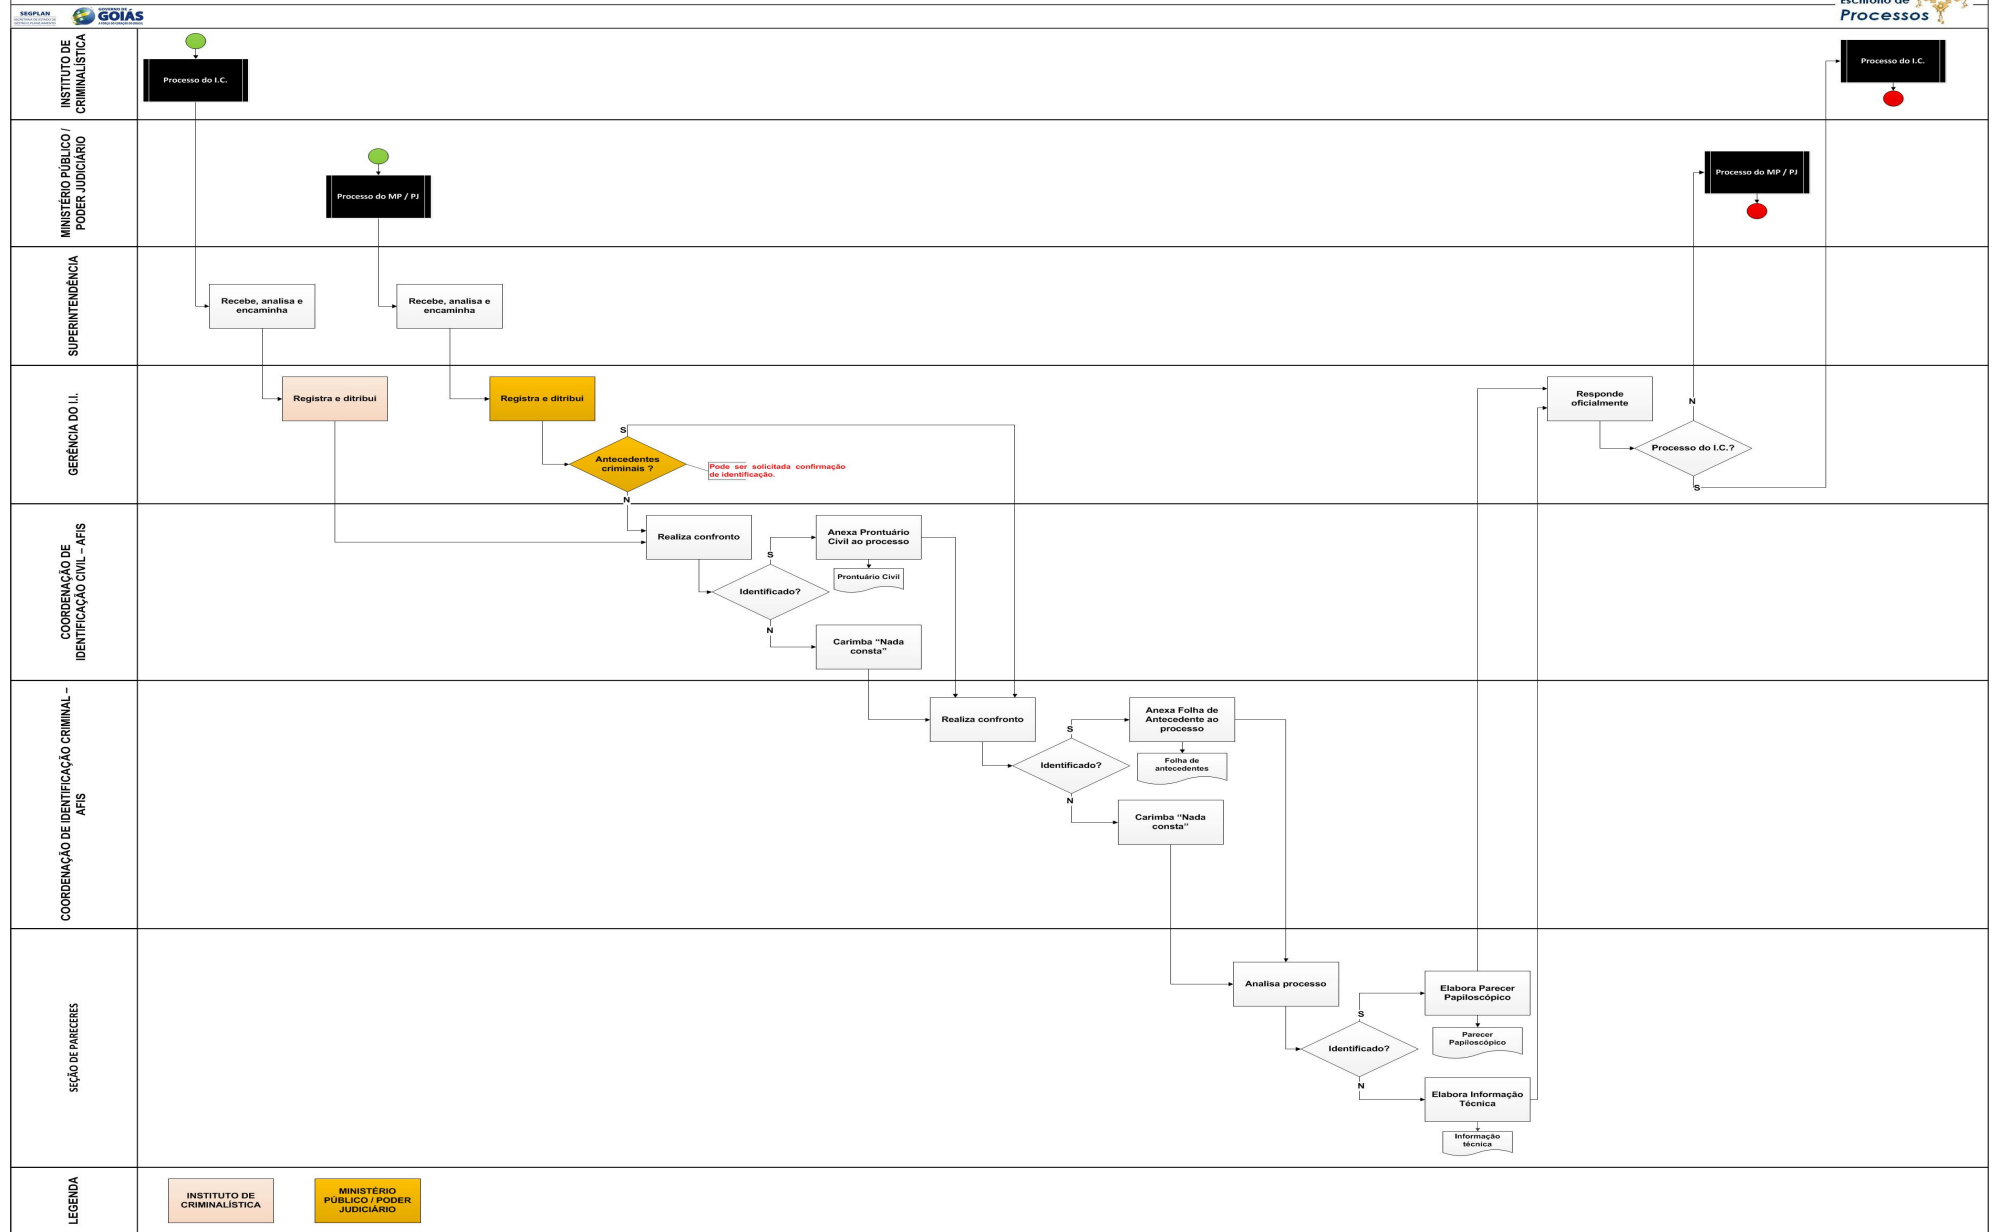 SEGPLAN
GOVERNO DE
GOIÁS
Escritório de
Processos
INSTITUTO DE
CRIMINALÍSTICA
Processo do I.C.
Processo do I.C.
MINISTÉRIO PÚBLICO /
PODER JUDICIÁRIO
Processo do MP / PJ
Processo do MP / PJ
SUPERINTENDÊNCIA
Recebe, analisa e
encaminha
Recebe, analisa e
encaminha
GERÊNCIA DO I.I.
Registra e ditribui
Registra e ditribui
S
Antecedentes
criminais ?
Pode ser solicitada confirmação
de identificação.
N
Responde
oficialmente
N
Processo do I.C.?
S
COORDENAÇÃO DE
IDENTIFICAÇÃO CIVIL – AFIS
Realiza confronto
S
Identificado?
N
Anexa Prontuário
Civil ao processo
Prontuário Civil
Carimba “Nada
consta”
COORDENAÇÃO DE IDENTIFICAÇÃO CRIMINAL –
AFIS
Realiza confronto
S
Identificado?
N
Anexa Folha de
Antecedente ao
processo
Folha de
antecedentes
Carimba “Nada
consta”
SEÇÃO DE PARECERES
Analisa processo
S
Identificado?
N
Elabora Parecer
Papiloscópico
Parecer
Papiloscópico
Elabora Informação
Técnica
Informação
técnica
LEGENDA
INSTITUTO DE
CRIMINALÍSTICA
MINISTÉRIO
PÚBLICO / PODER
JUDICIÁRIO